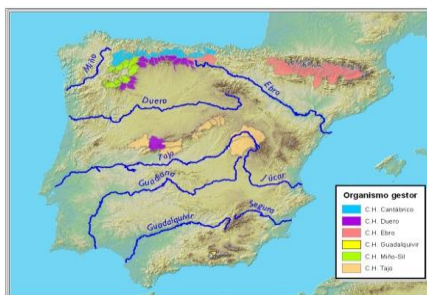 Miño
Ebro
Duero
Tajo
Guadiana
Júcar
Guadalquivir
Segura
Organismo gestor
C.H. Cantábrico
C.H. Duero
C.H. Ebro
C.H. Guadalquivir
C.H. Miño-Sil
C.H. Tajo